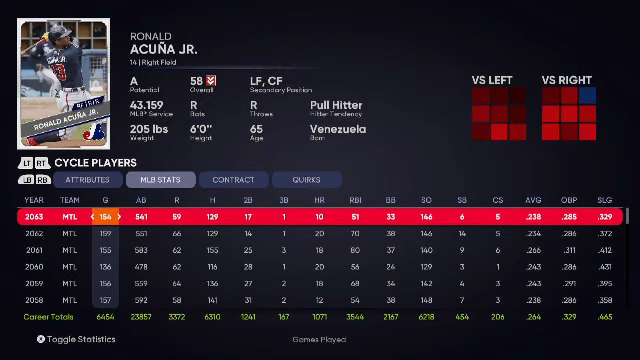 RONALD
ACUÑA JR.
14 | Right Field
A
Potential
58
Overall
LF, CF
Secondary Position
43.159
MLB® Service
R
Bats
R
Throws
Pull Hitter
Hitter Tendency
205 lbs
Weight
6'0"
Height
65
Age
Venezuela
Born
VS LEFT
VS RIGHT
RONALD ACUÑA JR.
LT RT CYCLE PLAYERS
LB RB ATTRIBUTES MLB STATS CONTRACT QUIRKS
YEAR TEAM G AB R H 2B 3B HR RBI BB SO SB CS AVG OBP SLG
2063 MTL 154 541 59 129 17 1 10 51 33 146 6 5 .238 .285 .329
2062 MTL 159 551 66 129 14 1 20 70 38 146 14 5 .234 .286 .372
2061 MTL 155 583 62 155 25 3 18 80 37 140 9 6 .266 .311 .412
2060 MTL 136 478 62 116 28 1 20 56 24 129 3 1 .243 .286 .431
2059 MTL 156 559 64 136 27 2 18 68 34 142 4 3 .243 .291 .395
2058 MTL 157 592 58 141 31 2 12 54 38 148 7 3 .238 .286 .358
Career Totals 6454 23857 3372 6310 1241 167 1071 3544 2167 6218 454 206 .264 .329 .465
X Toggle Statistics
Games Played